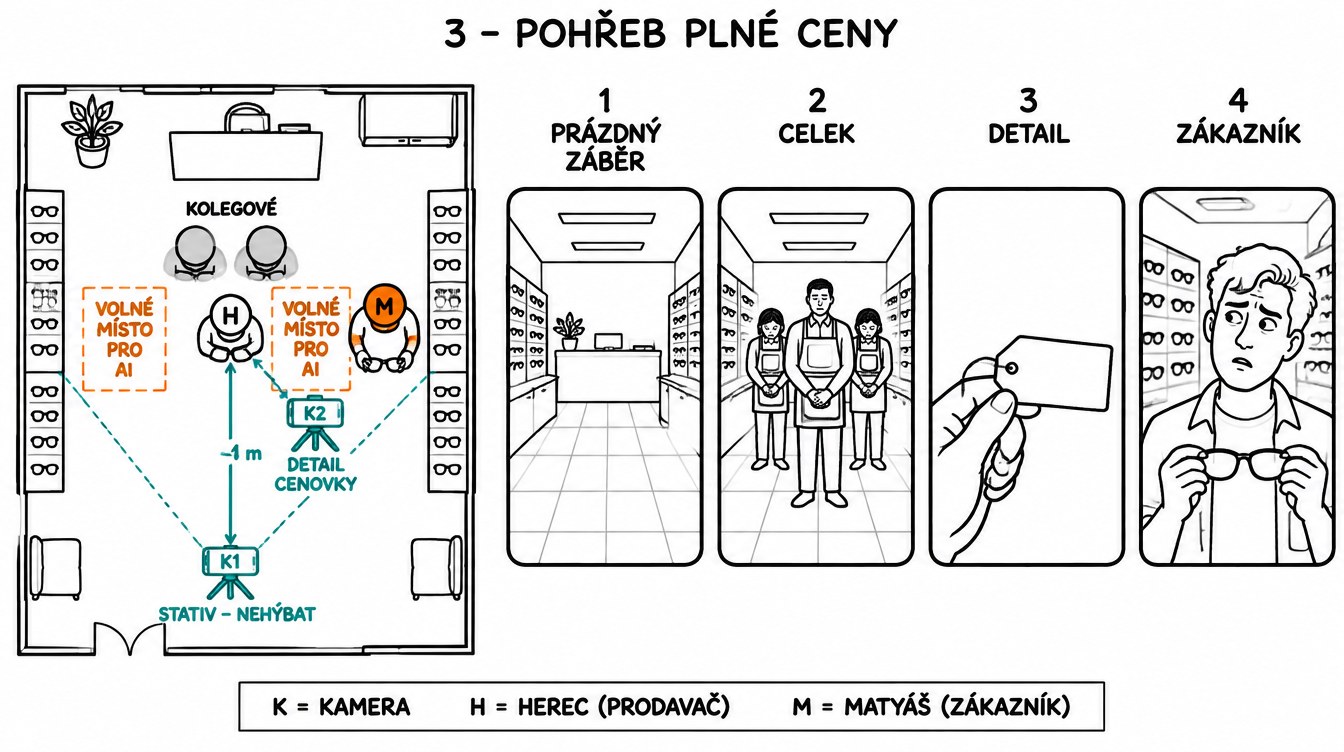 3 – POHŘEB PLNÉ CENY
KOLEGOVÉ
VOLNÉ
MÍSTO
PRO
AI
H
VOLNÉ
MÍSTO
PRO
AI
M
K2
DETAIL
CENOVKY
~1 m
K1
STATIV – NEHÝBAT
1
PRÁZDNÝ
ZÁBĚR
2
CELEK
3
DETAIL
4
ZÁKAZNÍK
K = KAMERA H = HEREC (PRODAVAČ) M = MATYÁŠ (ZÁKAZNÍK)